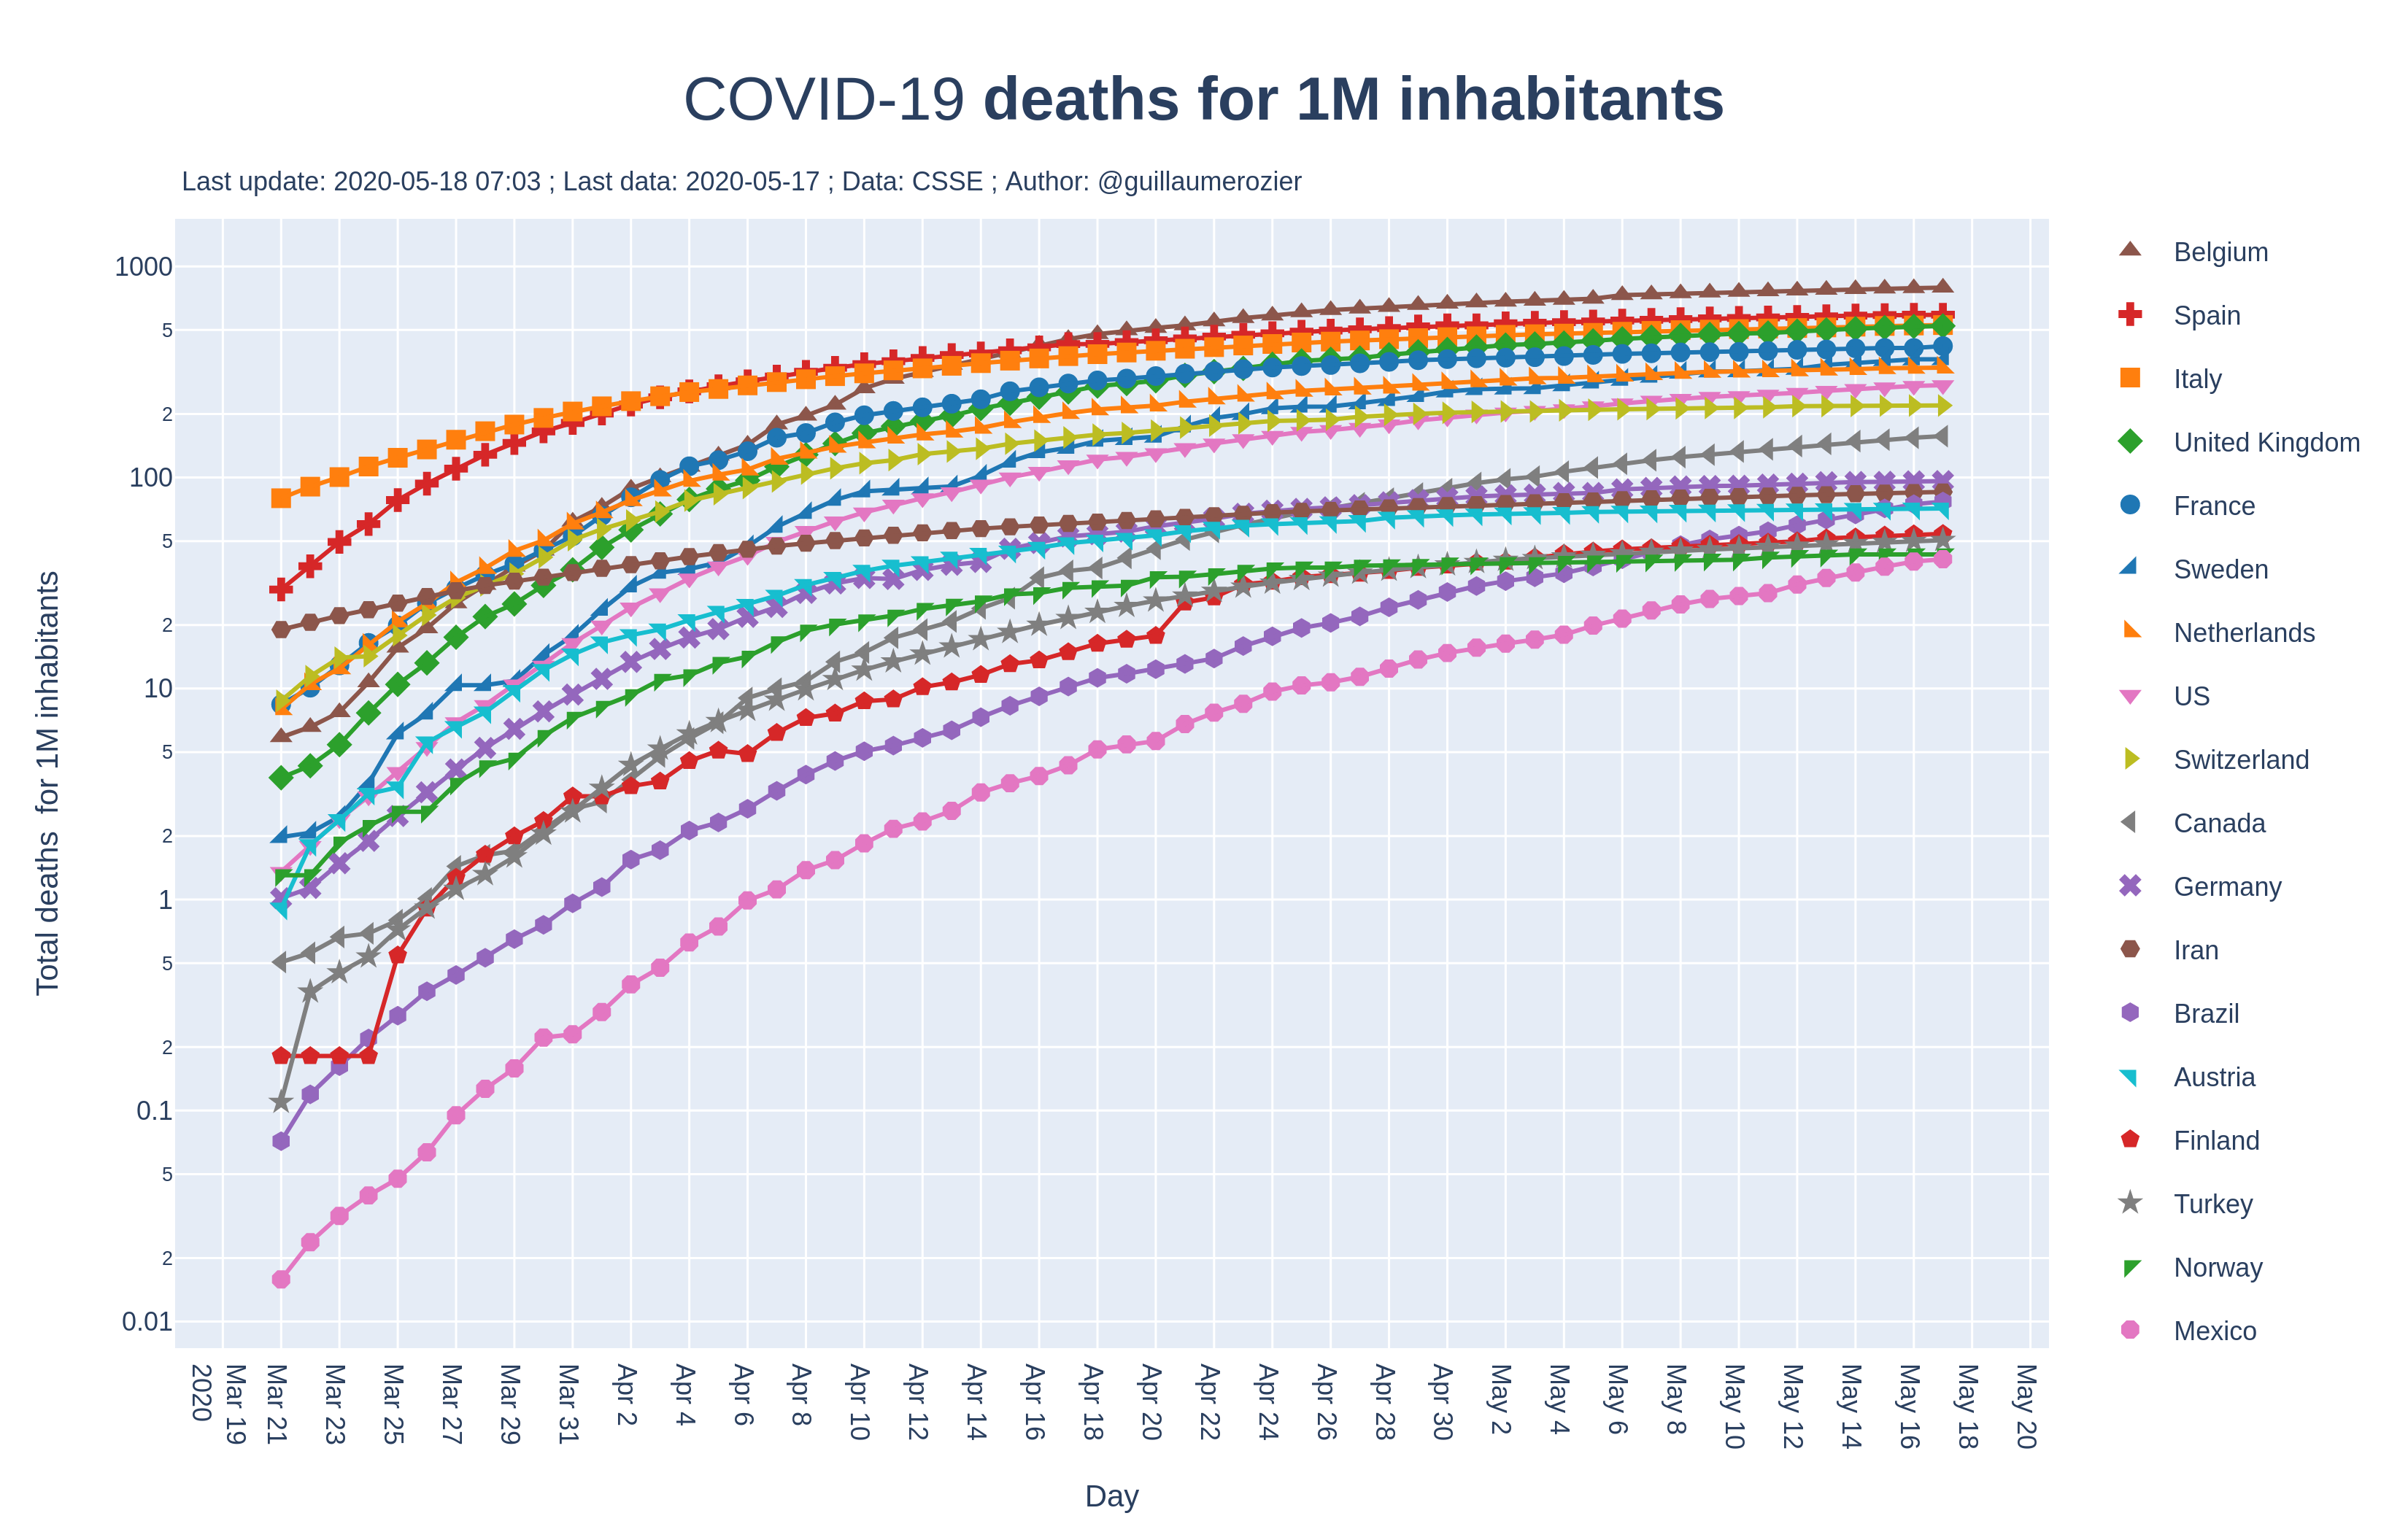 COVID-19 deaths for 1M inhabitants
Last update: 2020-05-18 07:03 ; Last data: 2020-05-17 ; Data: CSSE ; Author: @guillaumerozier
Total deaths for 1M inhabitants
1000
5
2
100
5
2
10
5
2
1
5
2
0.1
5
2
0.01
Mar 19
2020
Mar 21
Mar 23
Mar 25
Mar 27
Mar 29
Mar 31
Apr 2
Apr 4
Apr 6
Apr 8
Apr 10
Apr 12
Apr 14
Apr 16
Apr 18
Apr 20
Apr 22
Apr 24
Apr 26
Apr 28
Apr 30
May 2
May 4
May 6
May 8
May 10
May 12
May 14
May 16
May 18
May 20
Day
Belgium
Spain
Italy
United Kingdom
France
Sweden
Netherlands
US
Switzerland
Canada
Germany
Iran
Brazil
Austria
Finland
Turkey
Norway
Mexico